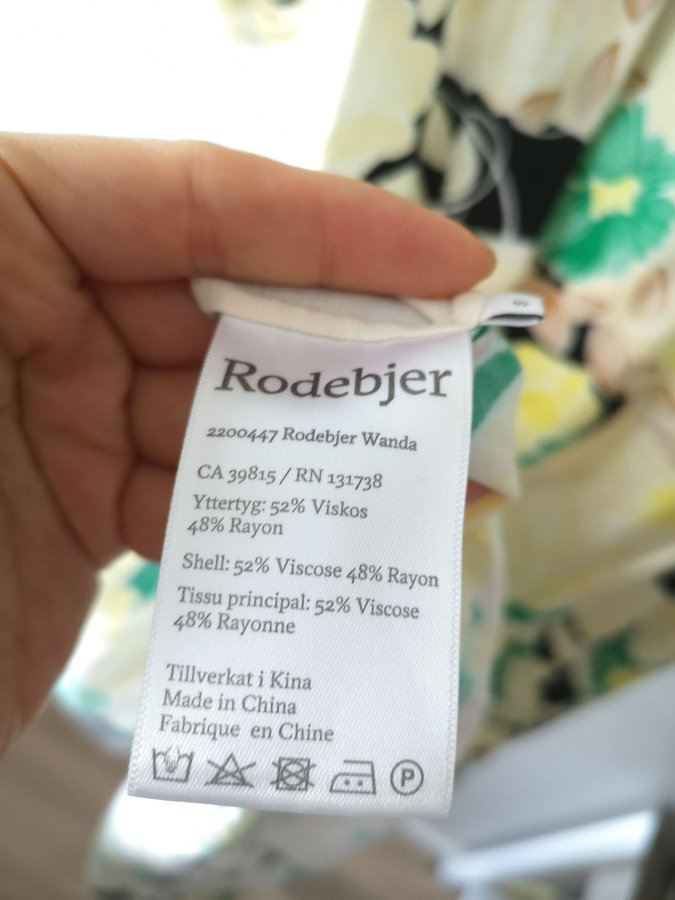 Rodebjer
2200447 Rodebjer Wanda
CA 39815 / RN 131738
Yttertyg: 52% Viskos
48% Rayon
Shell: 52% Viscose 48% Rayon
Tissu principal: 52% Viscose
48% Rayonne
Tillverkat i Kina
Made in China
Fabrique en Chine
P